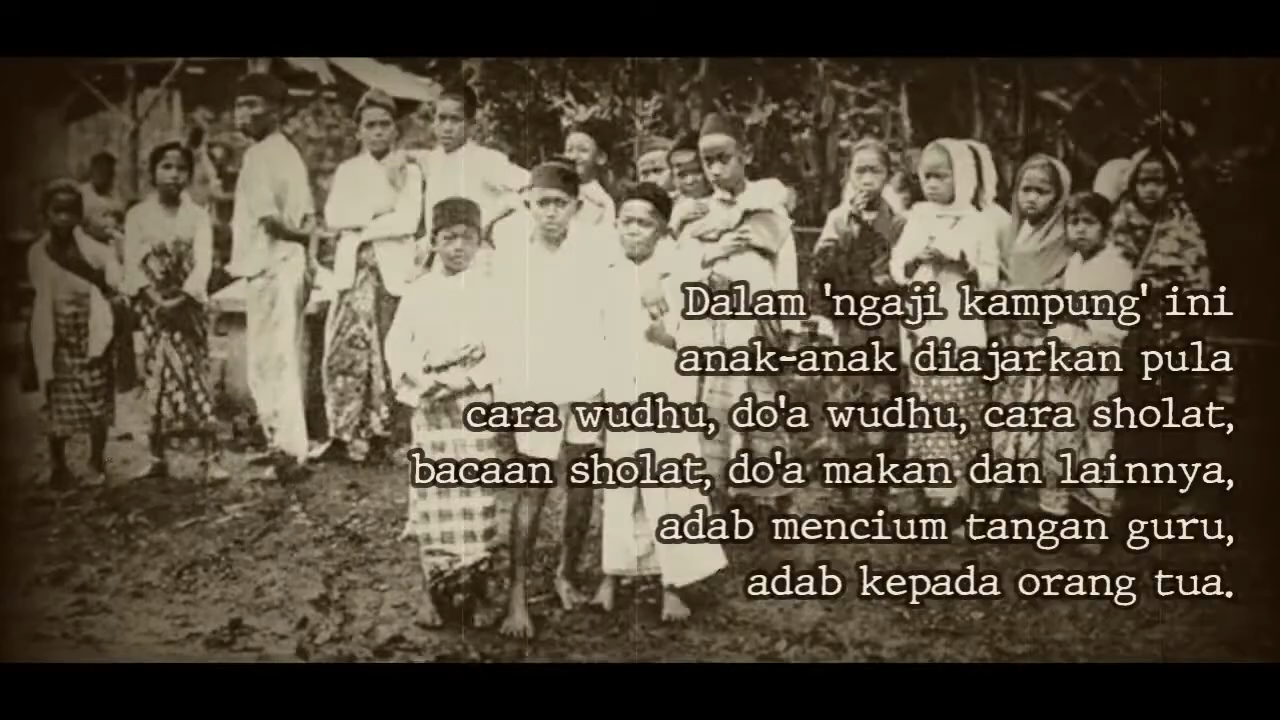 Dalam 'ngaji kampung' ini
anak-anak diajarkan pula
cara wudhu, do'a wudhu, cara sholat,
bacaan sholat, do'a makan dan lainnya,
adab mencium tangan guru,
adab kepada orang tua.